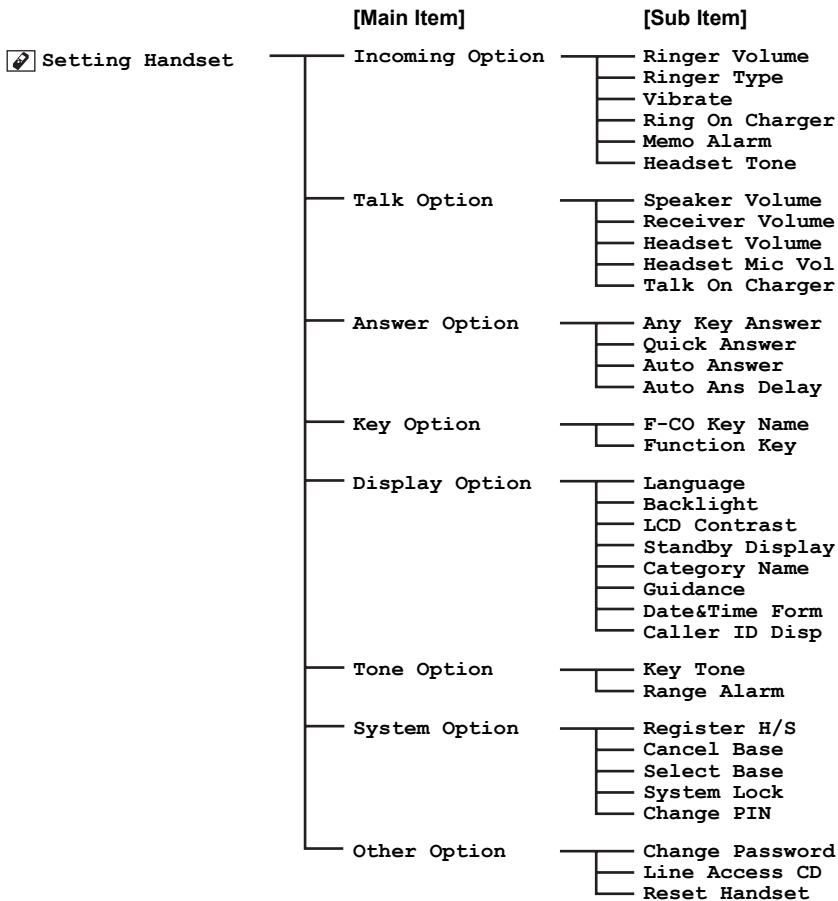 [Main Item] [Sub Item]
Setting Handset Incoming Option Ringer Volume
Ringer Type
Vibrate
Ring On Charger
Memo Alarm
Headset Tone
Talk Option Speaker Volume
Receiver Volume
Headset Volume
Headset Mic Vol
Talk On Charger
Answer Option Any Key Answer
Quick Answer
Auto Answer
Auto Ans Delay
Key Option F-CO Key Name
Function Key
Display Option Language
Backlight
LCD Contrast
Standby Display
Category Name
Guidance
Date&Time Form
Caller ID Disp
Tone Option Key Tone
Range Alarm
System Option Register H/S
Cancel Base
Select Base
System Lock
Change PIN
Other Option Change Password
Line Access CD
Reset Handset